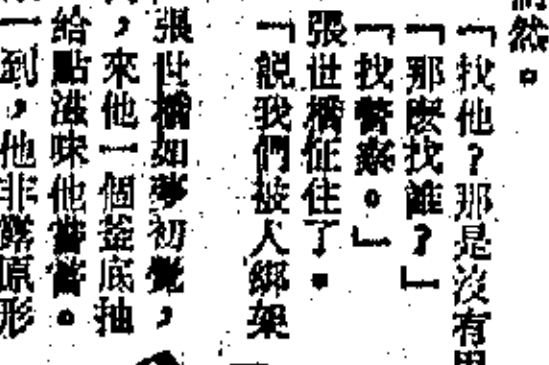 然。
「找他?那是沒有
「那麼找誰?」
「找警察。」
張世橋怔住了。
「說我們被人綁架
張世橋如夢初覺,
,來他一個釜底抽
給點滋味他嘗嘗。
一到,他非露原形